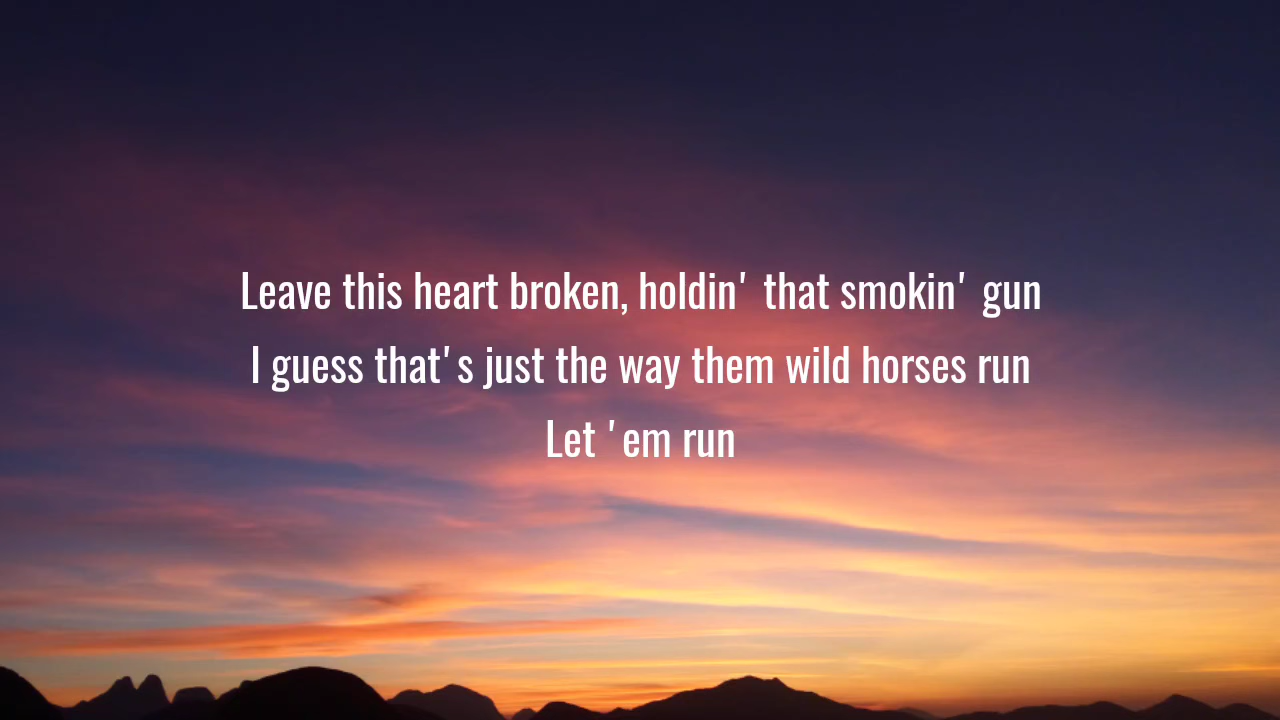 Leave this heart broken, holdin' that smokin' gun
I guess that's just the way them wild horses run
Let 'em run